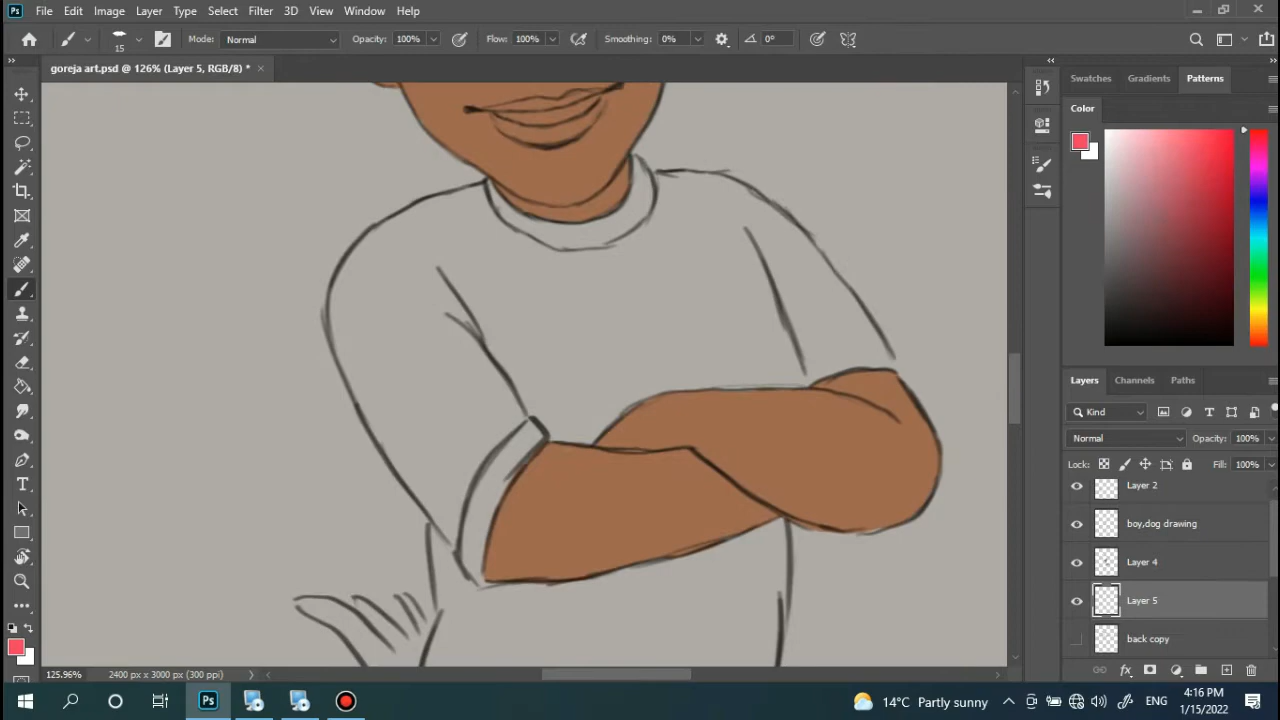 Ps File Edit Image Layer Type Select Filter 3D View Window Help
15 Mode: Normal Opacity: 100% Flow: 100% Smoothing: 0% 0°
goreja art.psd @ 126% (Layer 5, RGB/8) *
Swatches Gradients Patterns
Color
Layers Channels Paths
Kind
Normal Opacity: 100%
Lock: Fill: 100%
Layer 2
boy,dog drawing
Layer 4
Layer 5
back copy
125.96% 2400 px x 3000 px (300 ppi)
Ps 14°C Partly sunny ENG 4:16 PM
1/15/2022